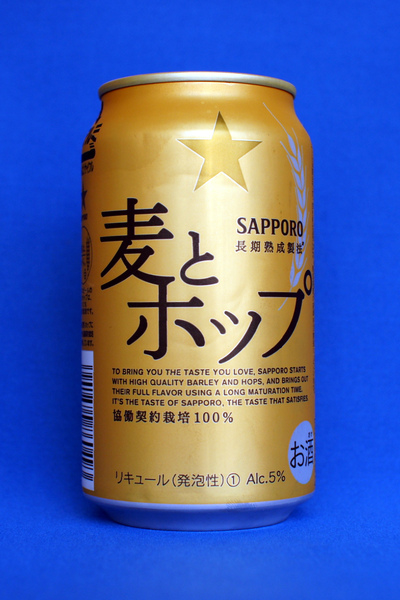 SAPPORO
長期熟成製法
麦と
ホップ
TO BRING YOU THE TASTE YOU LOVE, SAPPORO STARTS
WITH HIGH QUALITY BARLEY AND HOPS, AND BRINGS OUT
THEIR FULL FLAVOR USING A LONG MATURATION TIME.
IT'S THE TASTE OF SAPPORO, THE TASTE THAT SATISFIES.
協働契約栽培100%
お酒
リキュール(発泡性)① Alc.5%